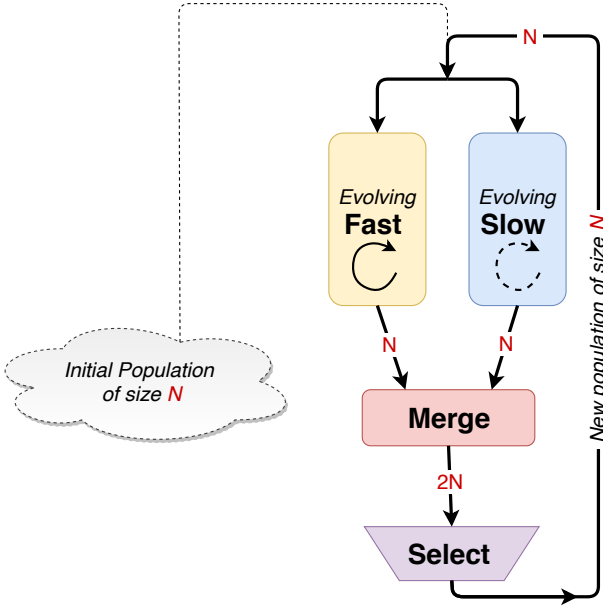 N
Evolving
Fast
Evolving
Slow
New population of size N
N
N
Initial Population
of size N
Merge
2N
Select